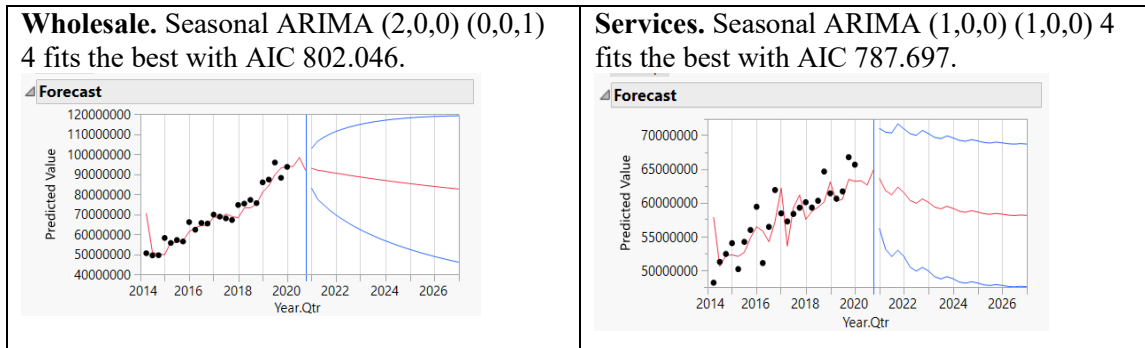 Wholesale. Seasonal ARIMA (2,0,0) (0,0,1)
4 fits the best with AIC 802.046.
Forecast
120000000
110000000
100000000
90000000
80000000
70000000
60000000
50000000
40000000
Predicted Value
2014 2016 2018 2020 2022 2024 2026
Year.Qtr
Services. Seasonal ARIMA (1,0,0) (1,0,0) 4
fits the best with AIC 787.697.
Forecast
70000000
65000000
60000000
55000000
50000000
Predicted Value
2014 2016 2018 2020 2022 2024 2026
Year.Qtr